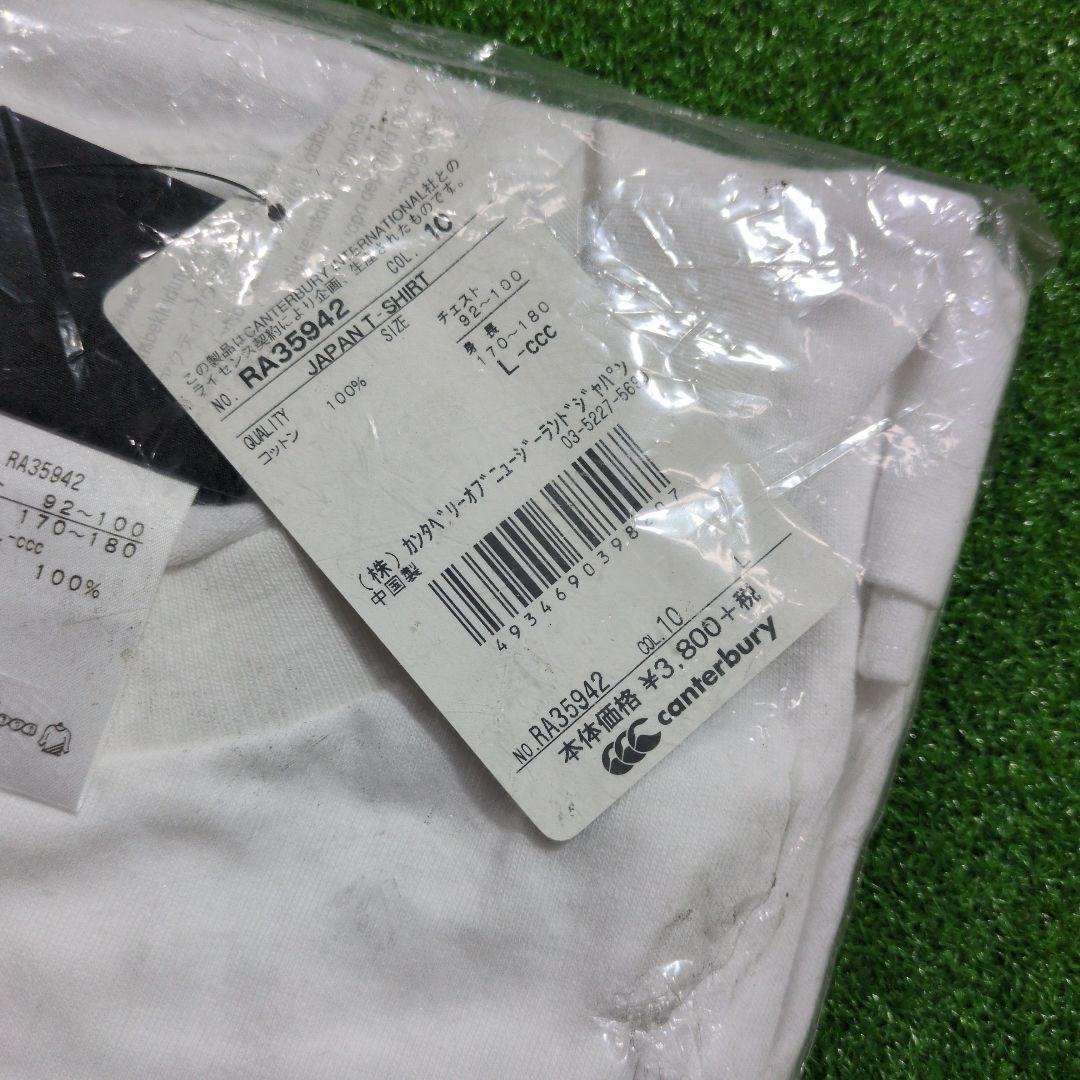 この製品はCANTERBURY INTERNATIONAL社との
ライセンス契約により企画、生産されたものです。
NO. RA35942 COL. 10
JAPAN T-SHIRT
QUALITY SIZE
コットン 100%
チェスト
92~100
身長
170~180
L-CCC
(株)カンタベリーオブニュージーランドジャパン
中国製 03-5227-569
4934690398
L
NO.RA35942 COL.10
本体価格 ¥3,800+税
canterbury
RA35942
92~100
170~180
-CCC
100%